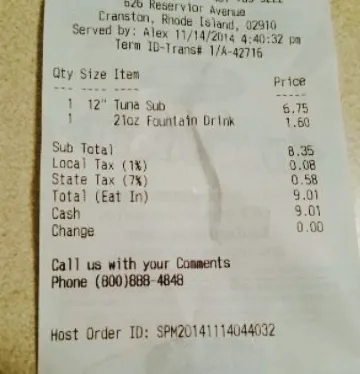 626 Reservior Avenue
Cranston, Rhode Island, 02910
Served by: Alex 11/14/2014 4:40:32 pm
Term ID-Trans# 1/A-42716
Qty Size Item Price
--- ---- ---- -----
1 12" Tuna Sub 6.75
1 21oz Fountain Drink 1.60
Sub Total 8.35
Local Tax (1%) 0.08
State Tax (7%) 0.58
Total (Eat In) 9.01
Cash 9.01
Change 0.00
Call us with your Comments
Phone (800)888-4848
Host Order ID: SPM20141114044032